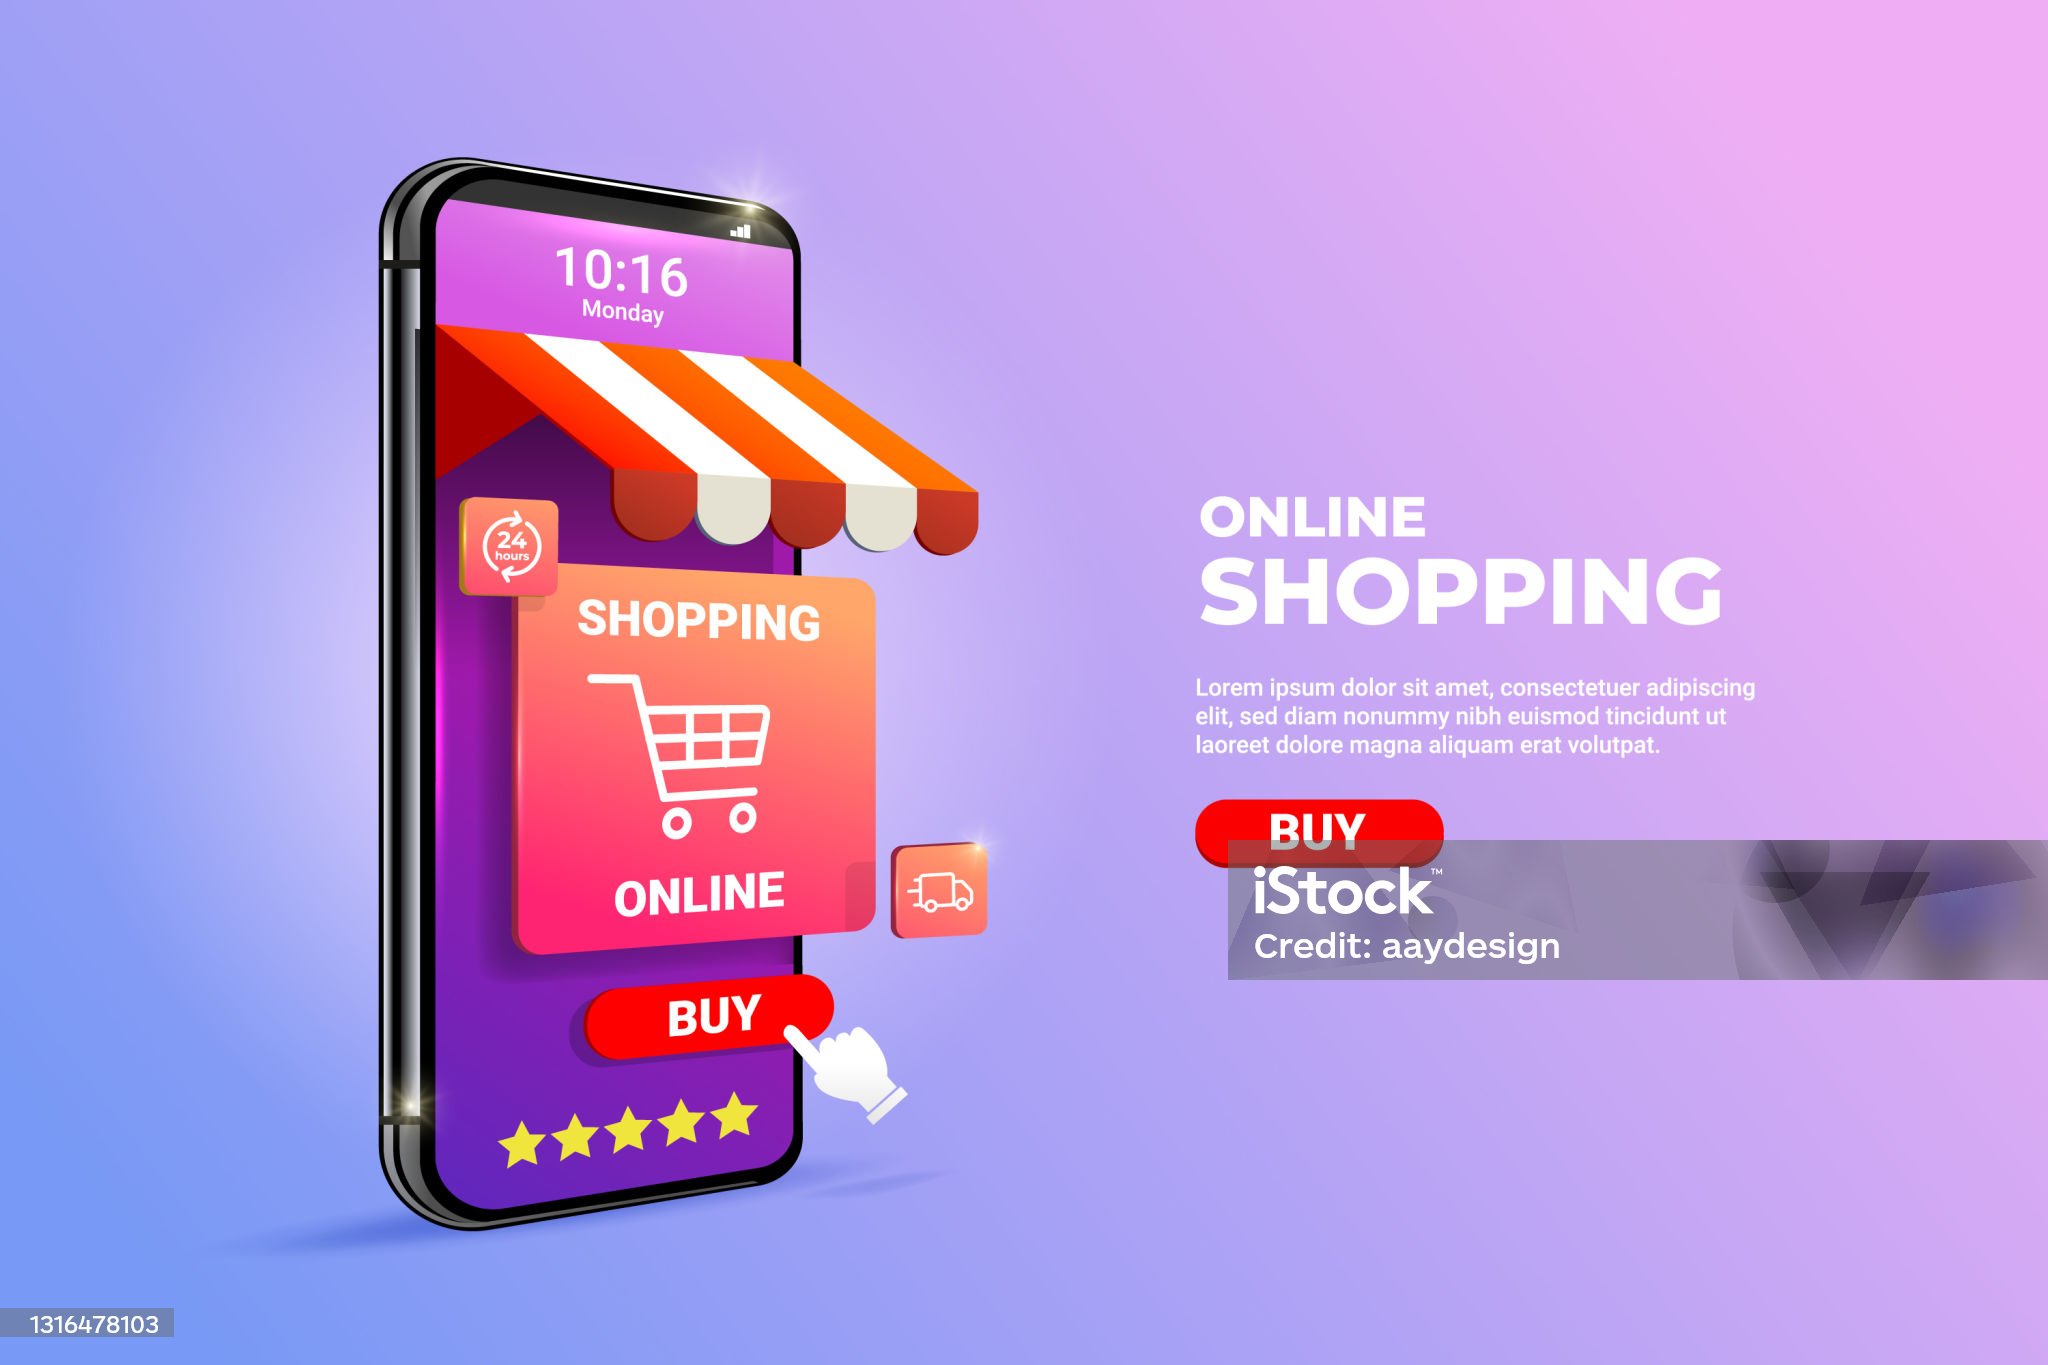 10:16
Monday
24
hours
SHOPPING
ONLINE
BUY
ONLINE
SHOPPING
Lorem ipsum dolor sit amet, consectetuer adipiscing
elit, sed diam nonummy nibh euismod tincidunt ut
laoreet dolore magna aliquam erat volutpat.
BUY
iStock™
Credit: aaydesign
1316478103